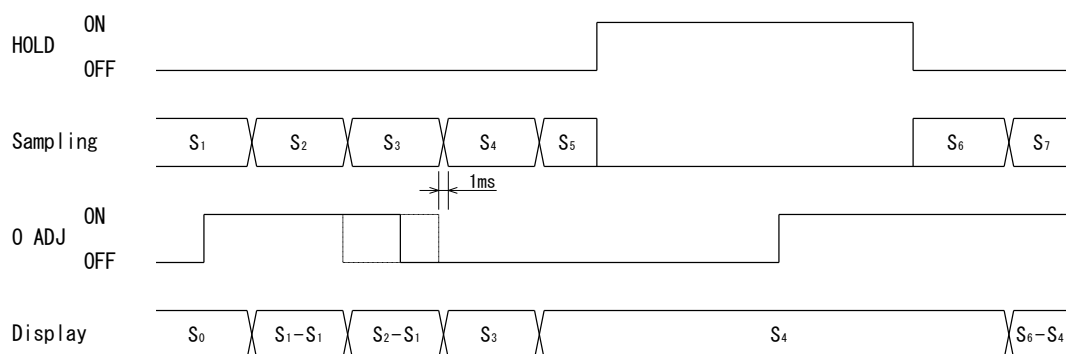 ON
HOLD
OFF
Sampling S₁ S₂ S₃ S₄ S₅ S₆ S₇
1ms
ON
0 ADJ
OFF
Display S₀ S₁-S₁ S₂-S₁ S₃ S₄ S₆-S₄